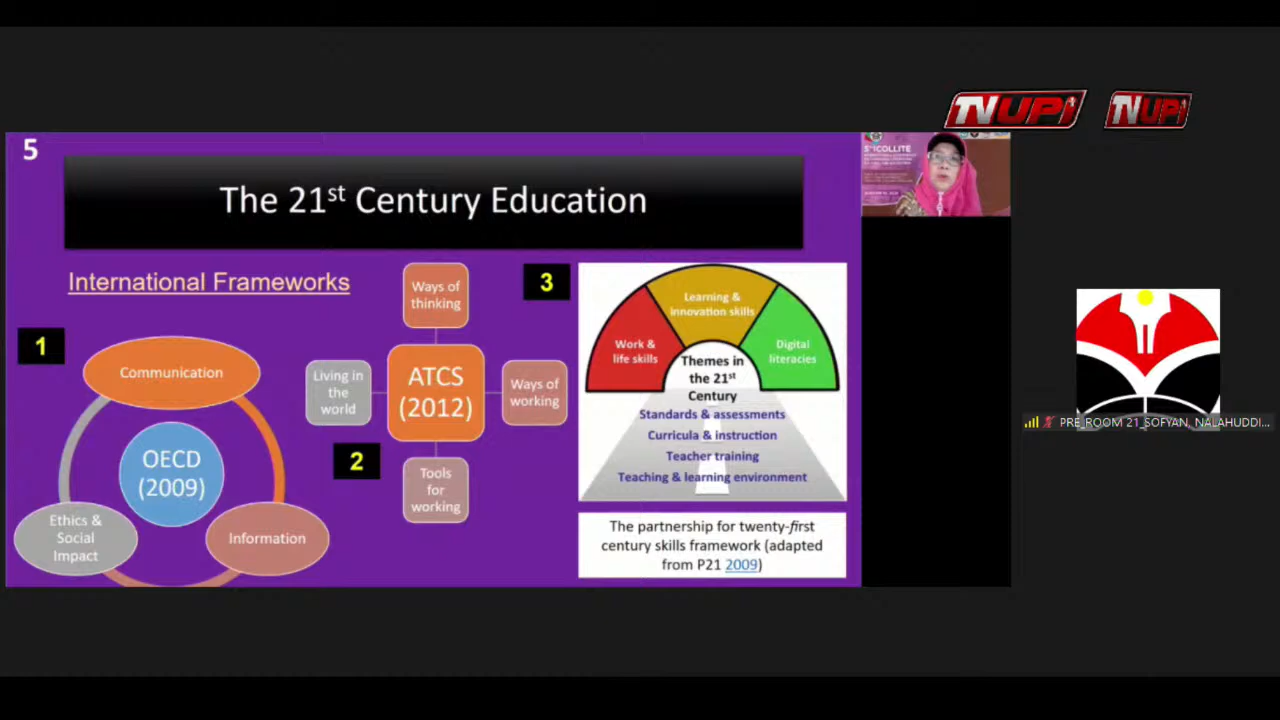 TVUPI TVUPI
5
The 21st Century Education
International Frameworks
1
Communication
OECD
(2009)
Ethics &
Social
Impact
Information
Ways of
thinking
Living in
the
world
ATCS
(2012)
Ways of
working
2
Tools
for
working
3
Learning &
innovation skills
Work &
life skills
Digital
literacies
Themes in
the 21st
Century
Standards & assessments
Curricula & instruction
Teacher training
Teaching & learning environment
The partnership for twenty-first
century skills framework (adapted
from P21 2009)
PRE_ROOM 21_SOFYAN, NALAHUDDI...